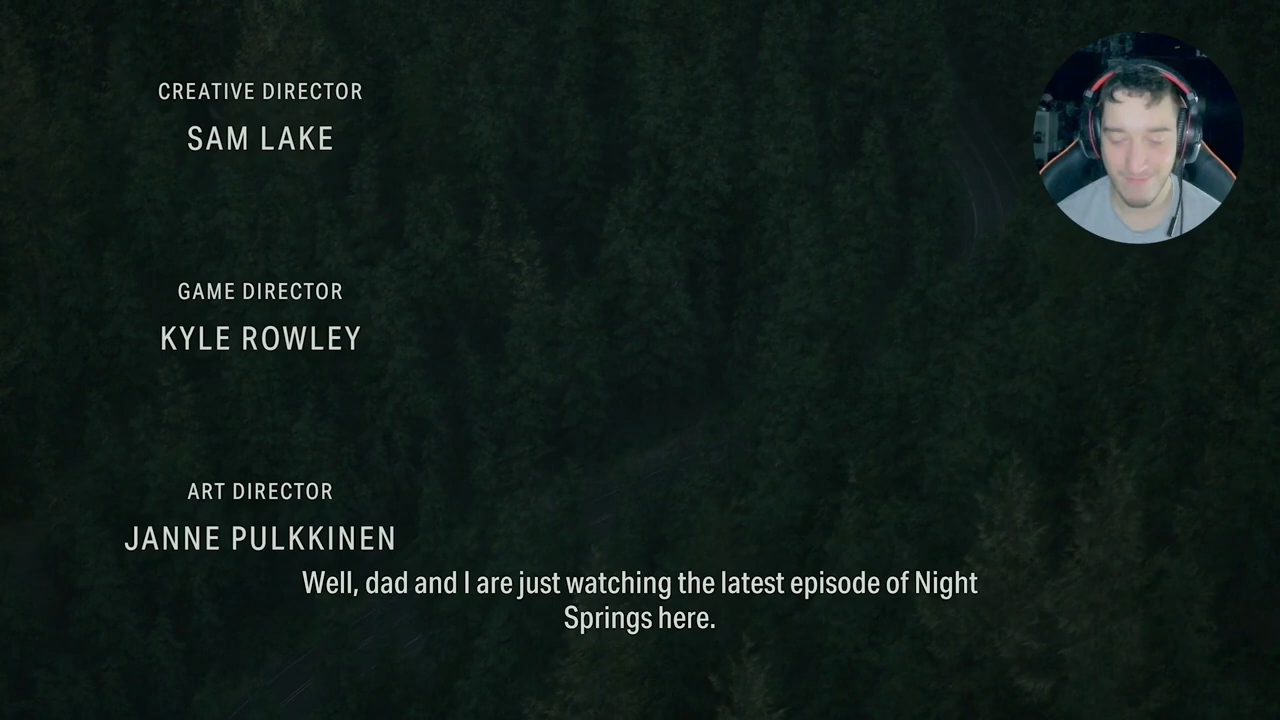 CREATIVE DIRECTOR
SAM LAKE
GAME DIRECTOR
KYLE ROWLEY
ART DIRECTOR
JANNE PULKKINEN
Well, dad and I are just watching the latest episode of Night
Springs here.